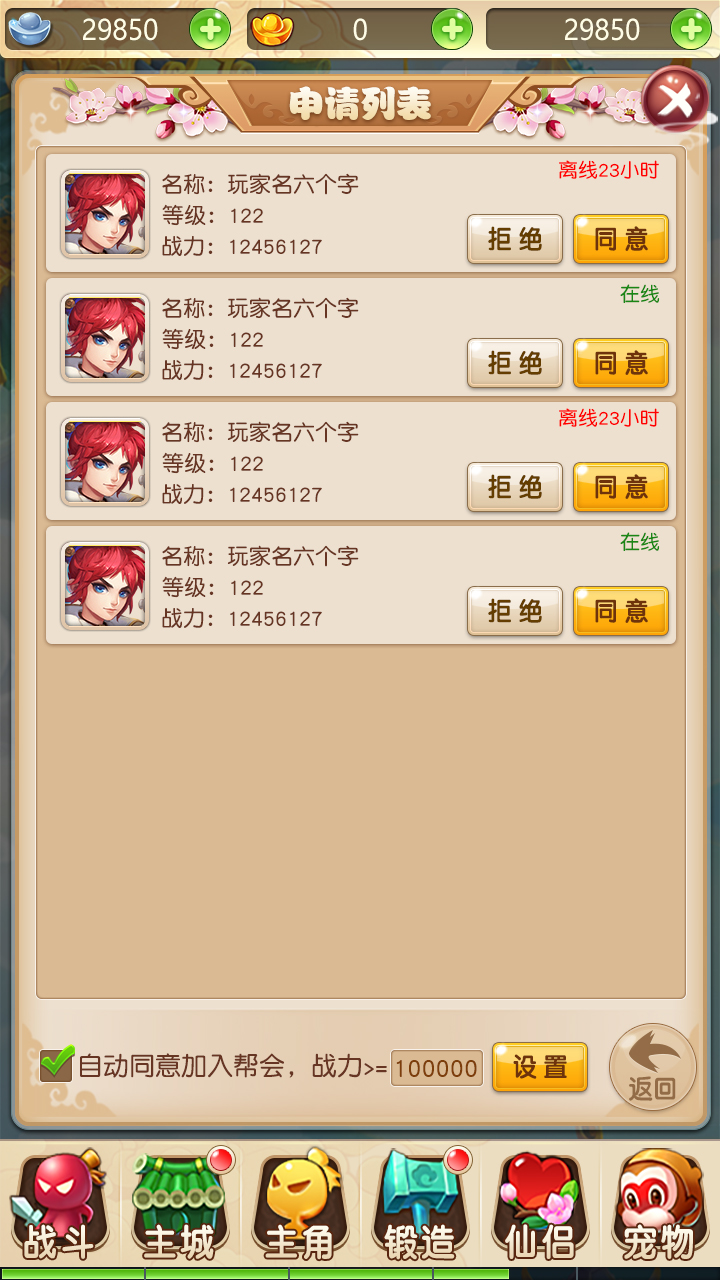 29850 0 29850
申请列表
离线23小时
名称：玩家名六个字
等级：122
战力：12456127
拒绝 同意
在线
名称：玩家名六个字
等级：122
战力：12456127
拒绝 同意
离线23小时
名称：玩家名六个字
等级：122
战力：12456127
拒绝 同意
在线
名称：玩家名六个字
等级：122
战力：12456127
拒绝 同意
自动同意加入帮会，战力>= 100000 设置
返回
战斗 主城 主角 锻造 仙侣 宠物